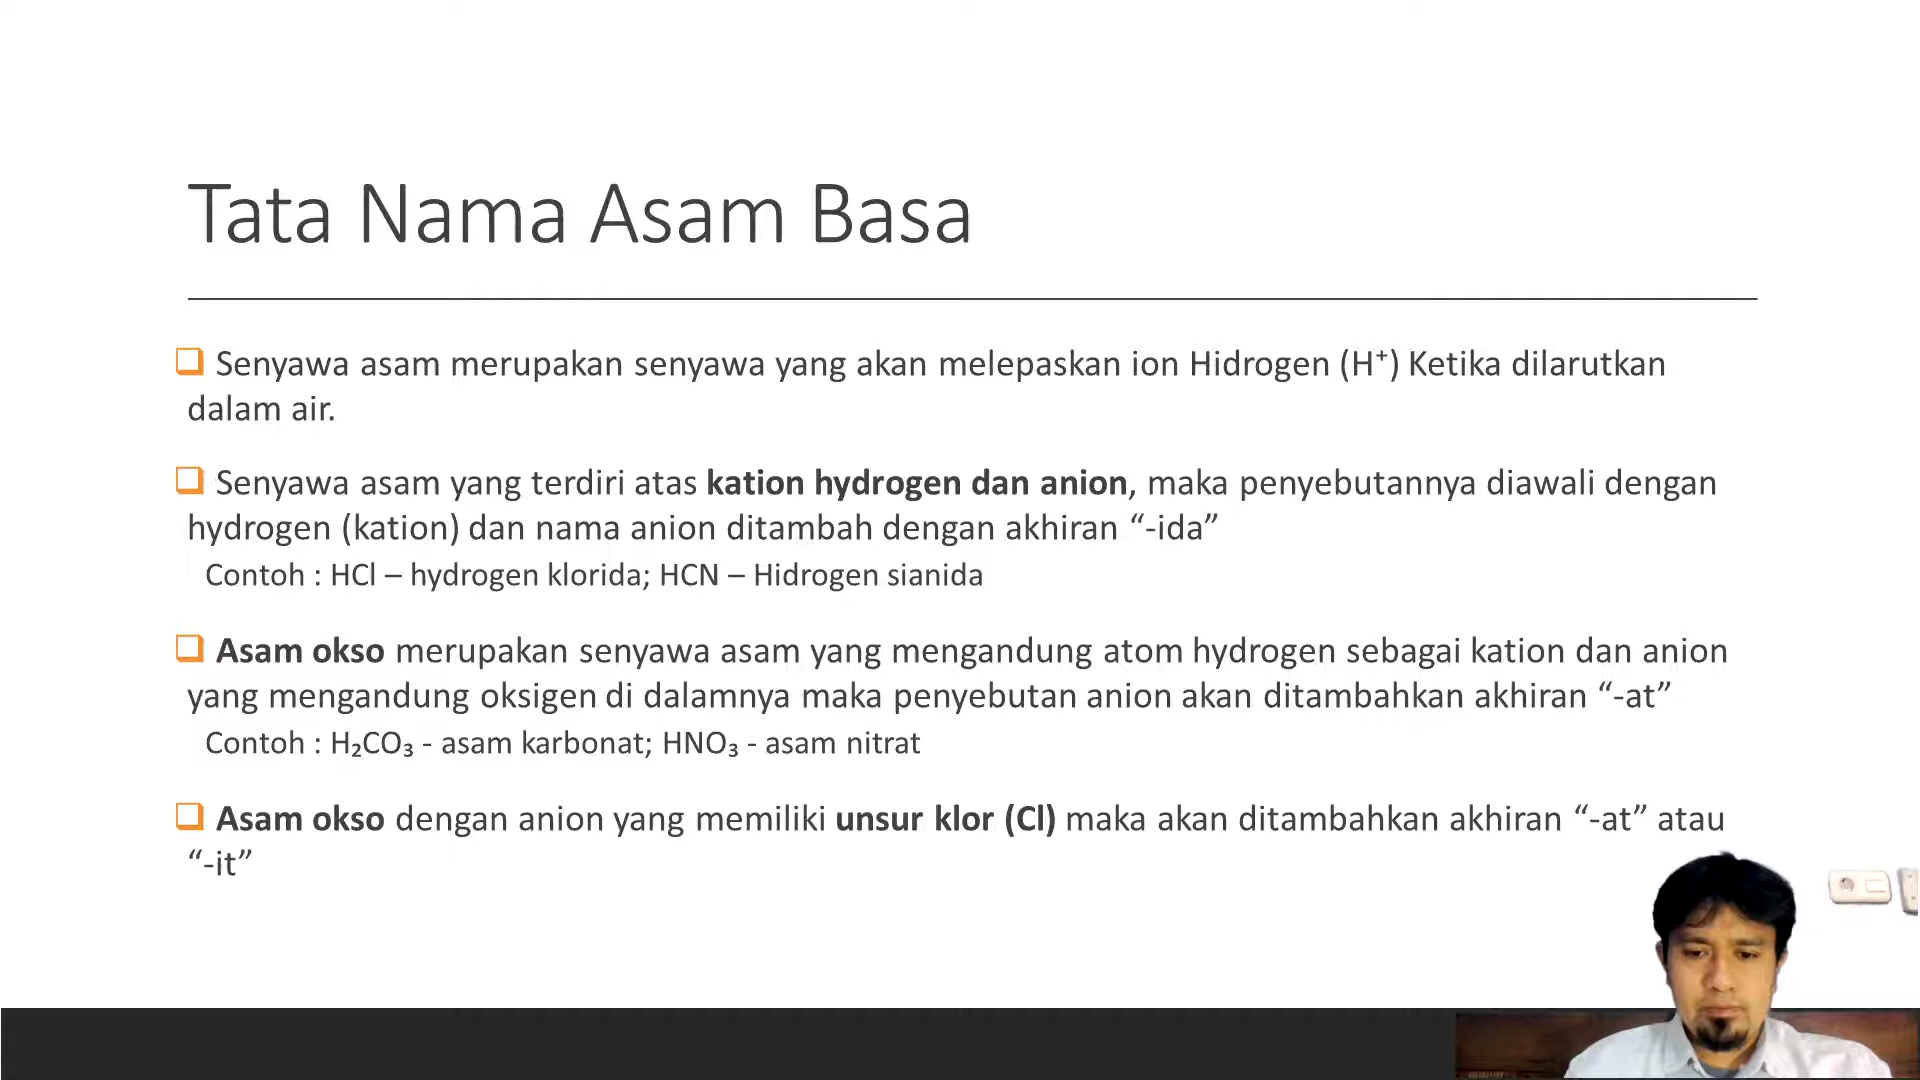 Tata Nama Asam Basa
Senyawa asam merupakan senyawa yang akan melepaskan ion Hidrogen (H⁺) Ketika dilarutkan
dalam air.
Senyawa asam yang terdiri atas kation hydrogen dan anion, maka penyebutannya diawali dengan
hydrogen (kation) dan nama anion ditambah dengan akhiran “-ida”
Contoh : HCl – hydrogen klorida; HCN – Hidrogen sianida
Asam okso merupakan senyawa asam yang mengandung atom hydrogen sebagai kation dan anion
yang mengandung oksigen di dalamnya maka penyebutan anion akan ditambahkan akhiran “-at”
Contoh : H₂CO₃ - asam karbonat; HNO₃ - asam nitrat
Asam okso dengan anion yang memiliki unsur klor (Cl) maka akan ditambahkan akhiran “-at” atau
“-it”